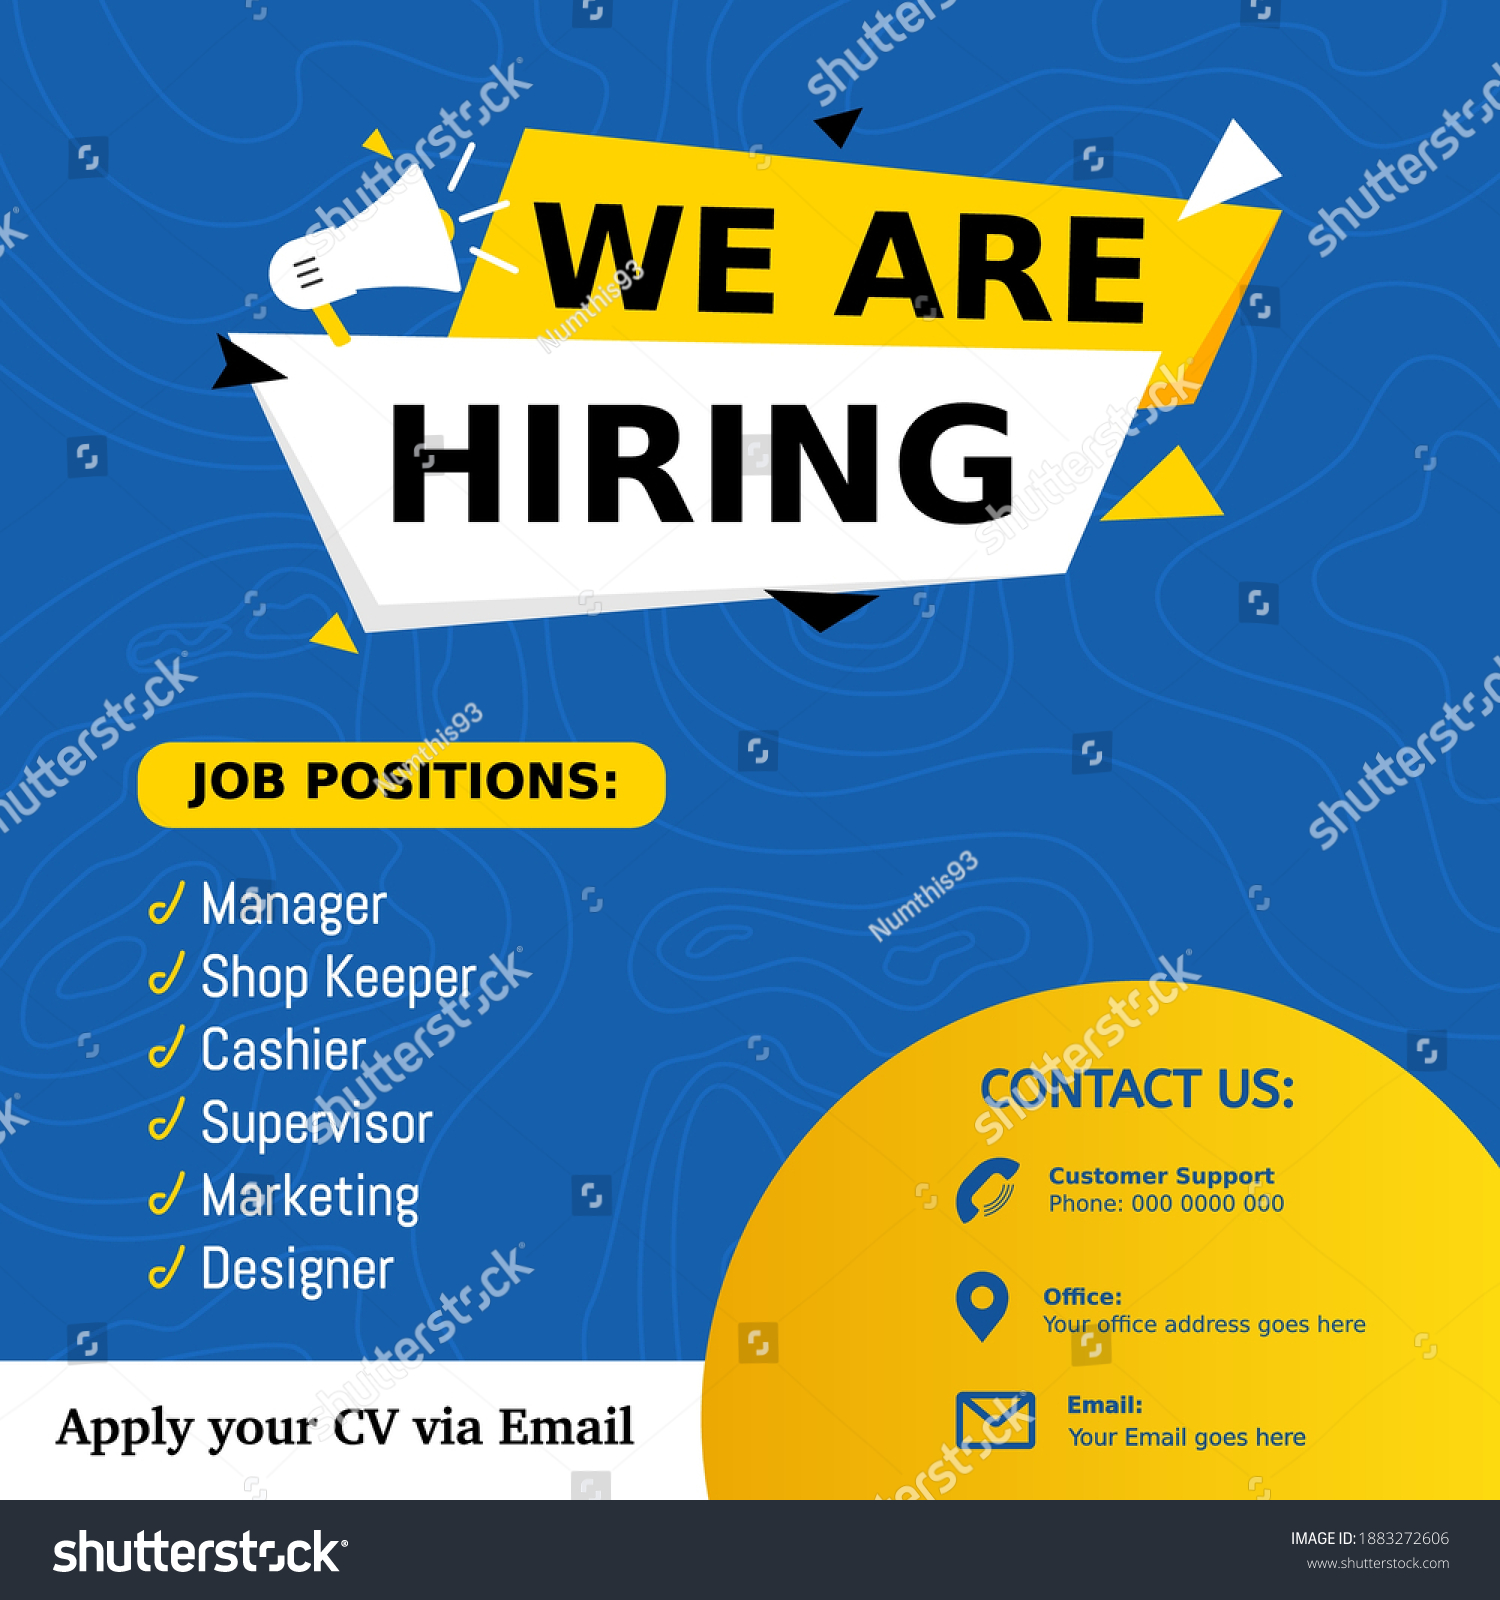 WE ARE
HIRING
JOB POSITIONS:
Manager
Shop Keeper
Cashier
Supervisor
Marketing
Designer
Apply your CV via Email
CONTACT US:
Customer Support
Phone: 000 0000 000
Office:
Your office address goes here
Email:
Your Email goes here
shutterstock
Numthis93
shutterstock
IMAGE ID: 1883272606
www.shutterstock.com